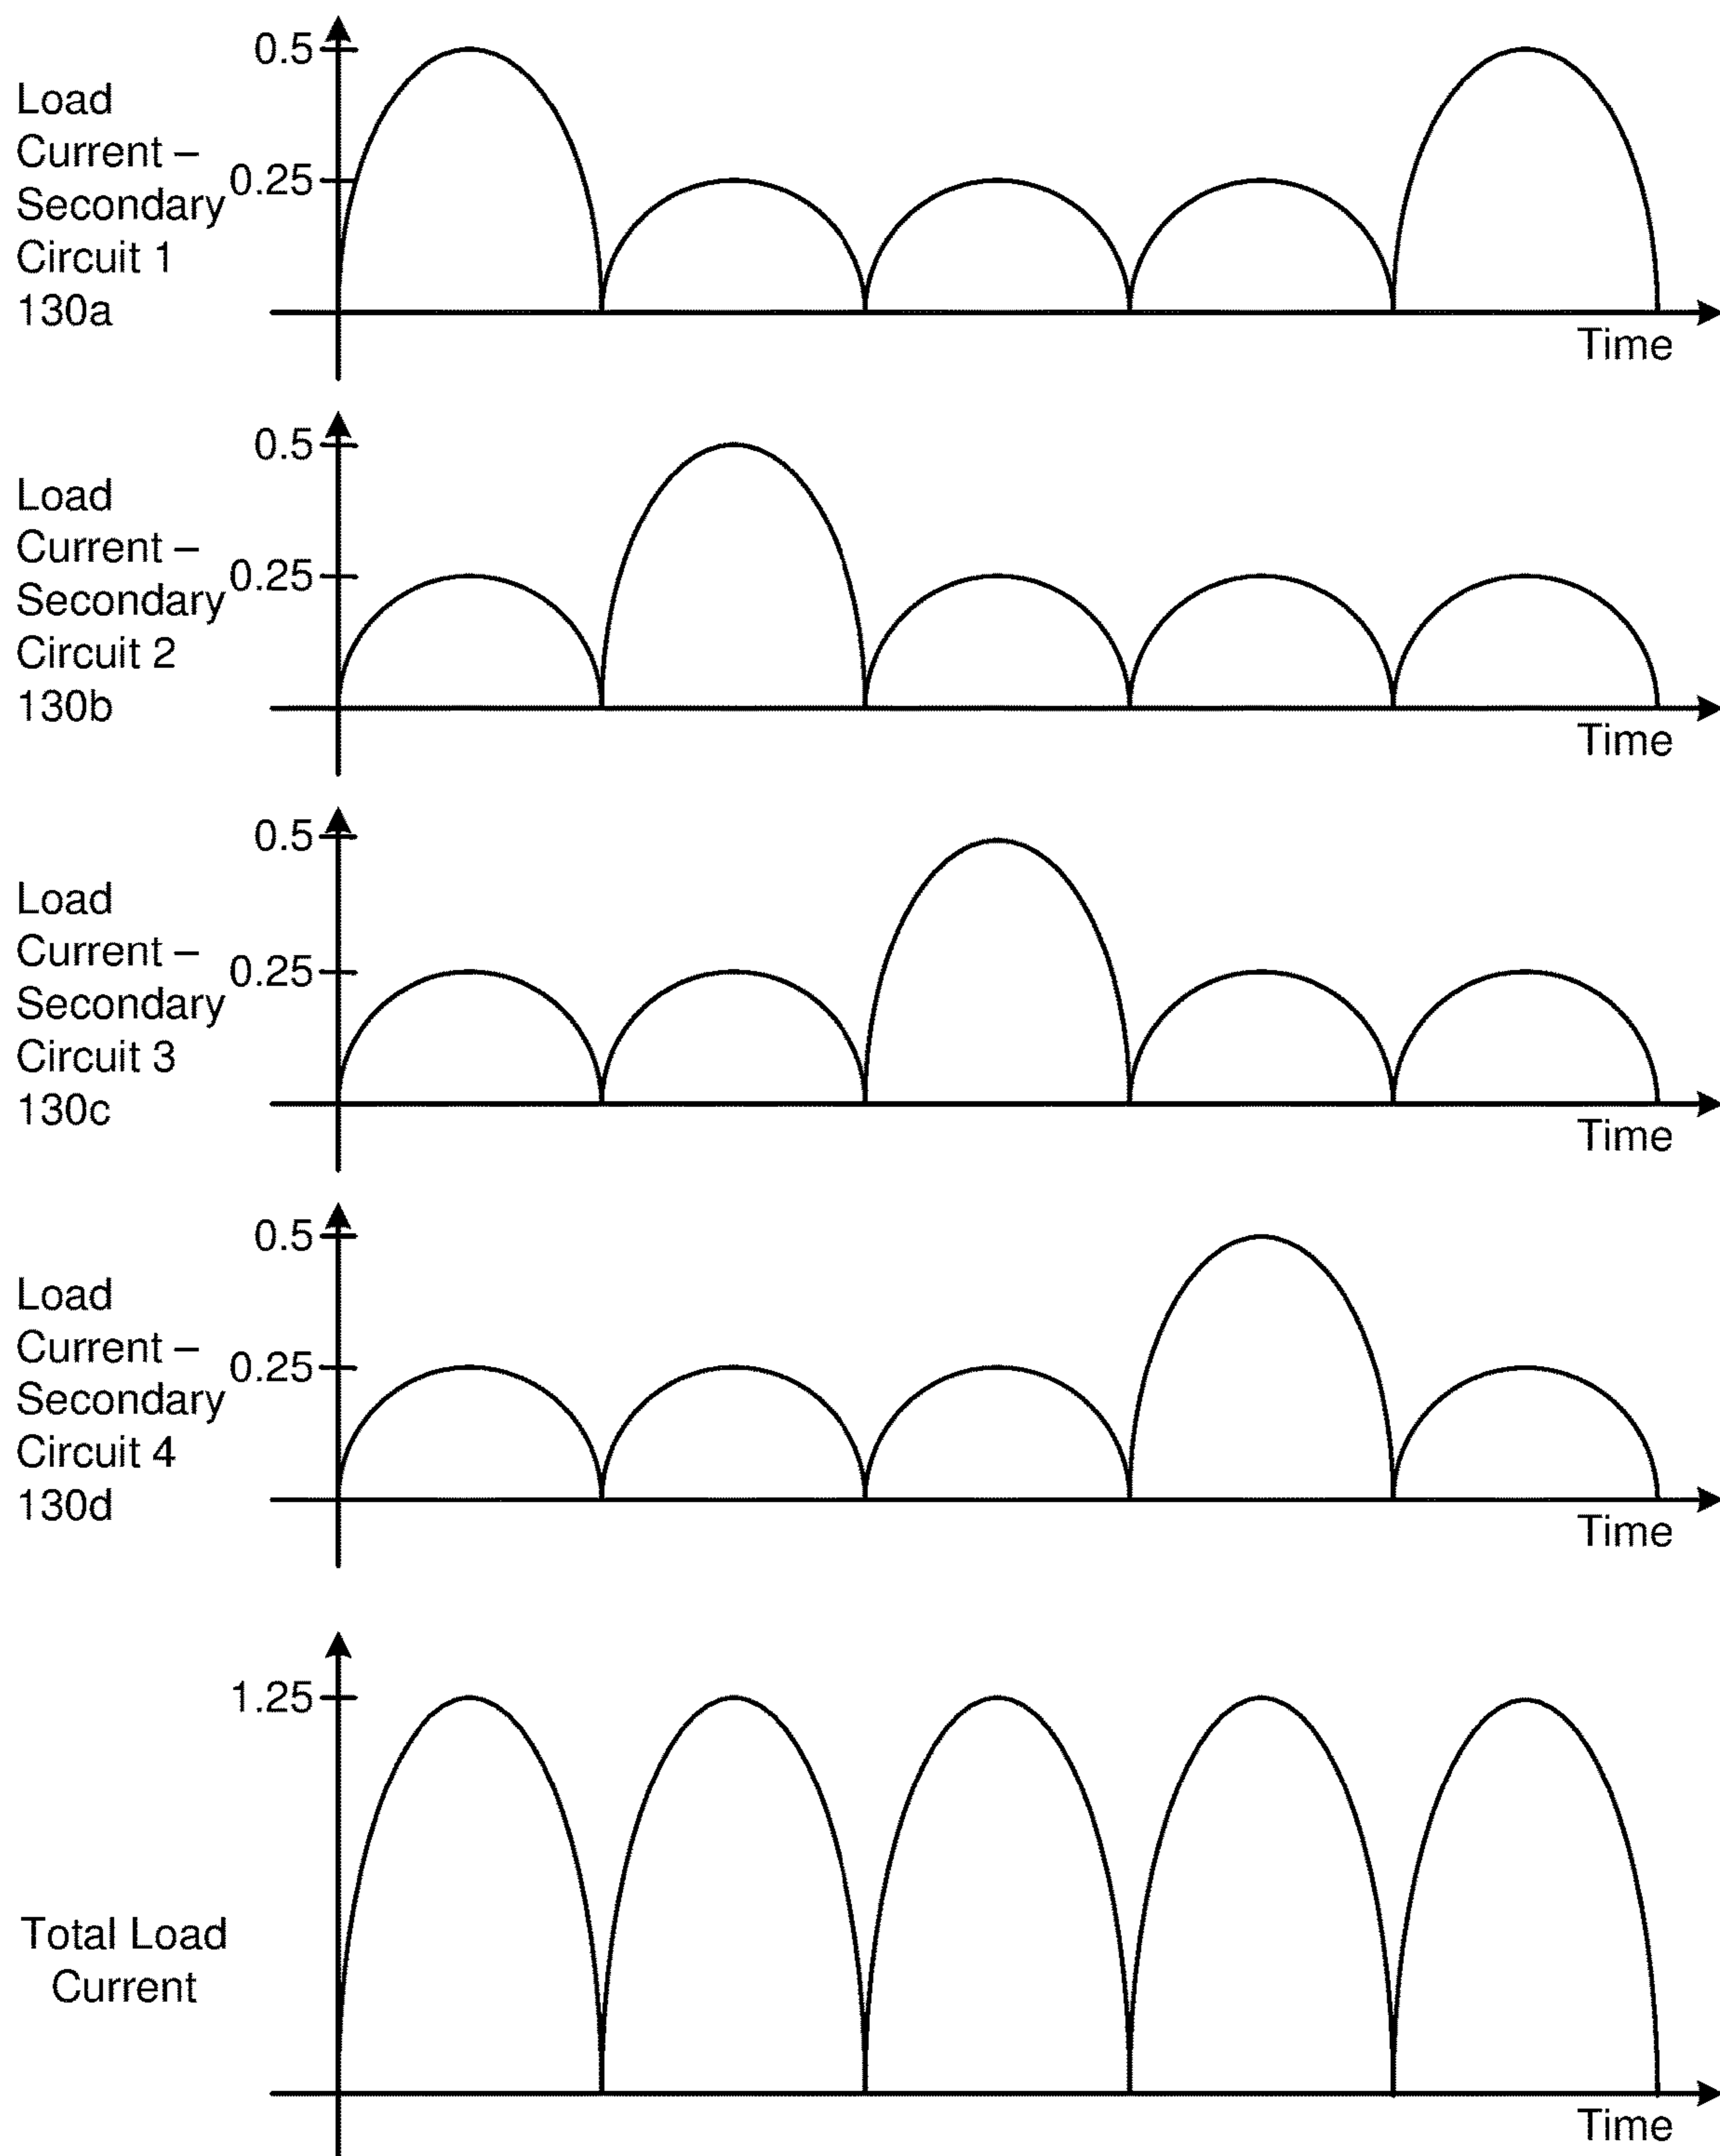 0.5
Load
Current –
Secondary
0.25
Circuit 1
130a
Time
0.5
Load
Current –
Secondary
0.25
Circuit 2
130b
Time
0.5
Load
Current –
Secondary
0.25
Circuit 3
130c
Time
0.5
Load
Current –
Secondary
0.25
Circuit 4
130d
Time
1.25
Total Load
Current
Time